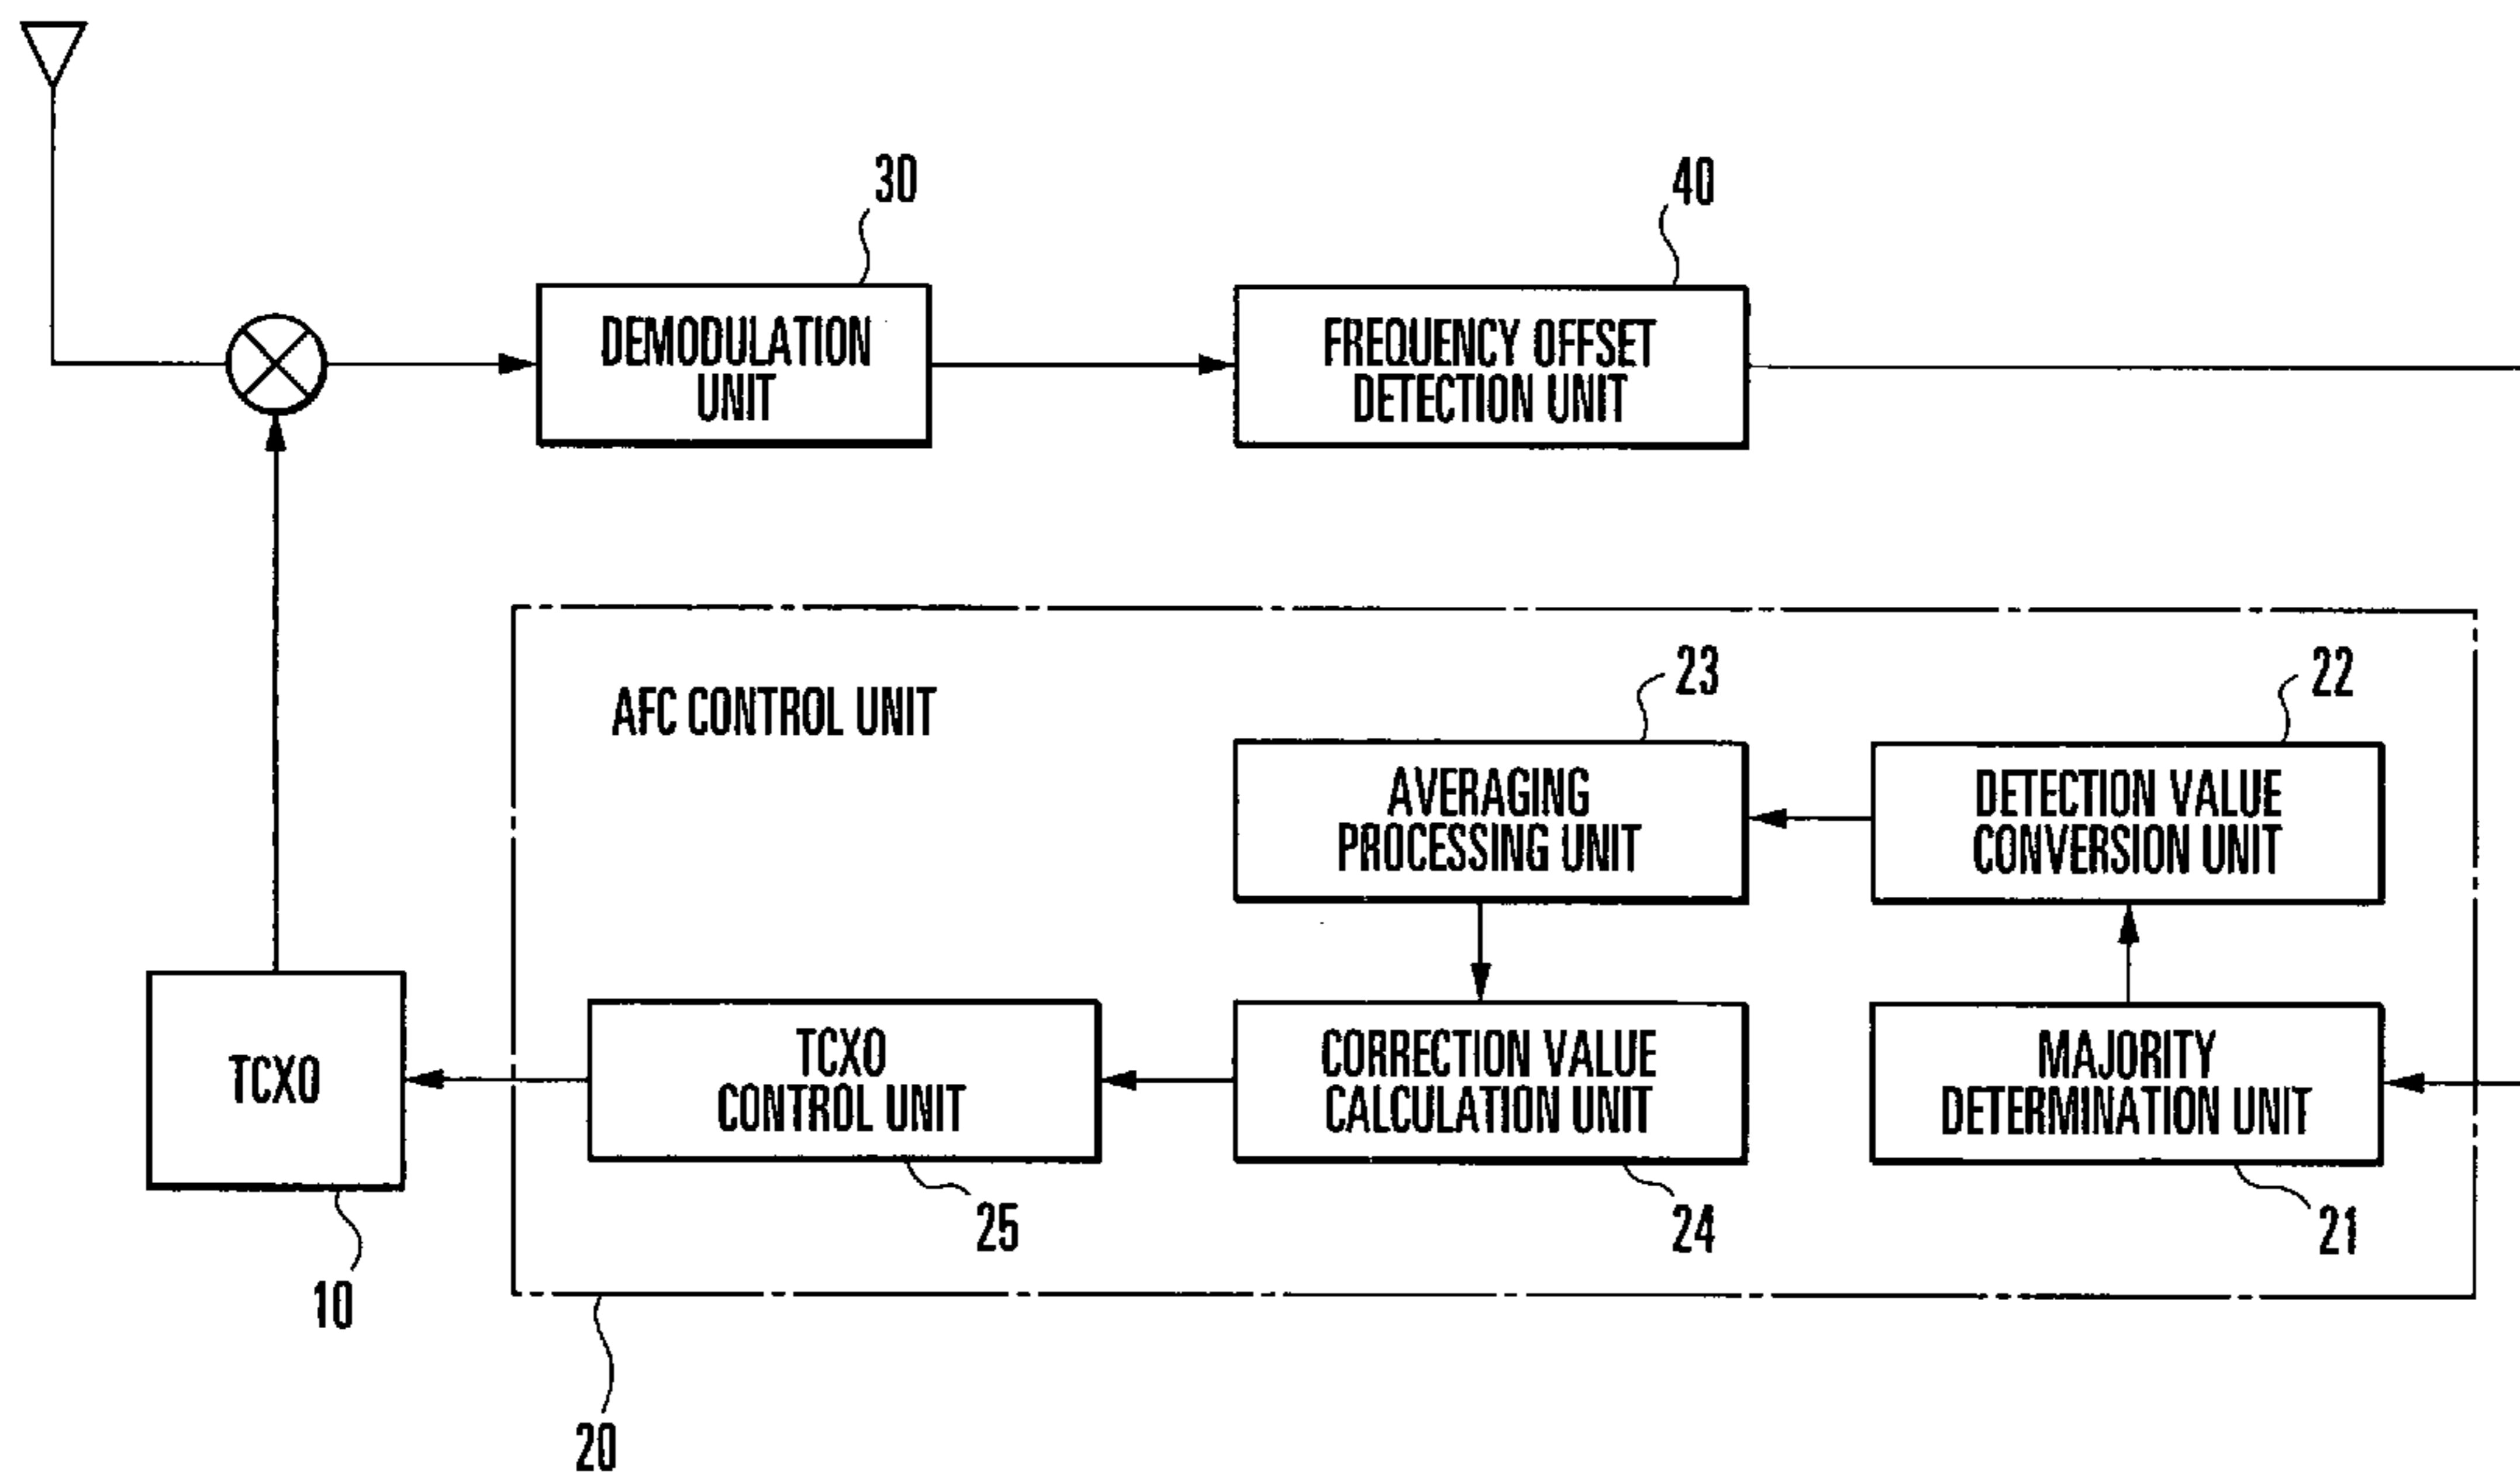 30
40
DEMODULATION
UNIT
FREQUENCY OFFSET
DETECTION UNIT
AFC CONTROL UNIT
23
22
AVERAGING
PROCESSING UNIT
DETECTION VALUE
CONVERSION UNIT
TCXO
TCXO
CONTROL UNIT
CORRECTION VALUE
CALCULATION UNIT
MAJORITY
DETERMINATION UNIT
25
24
21
10
20